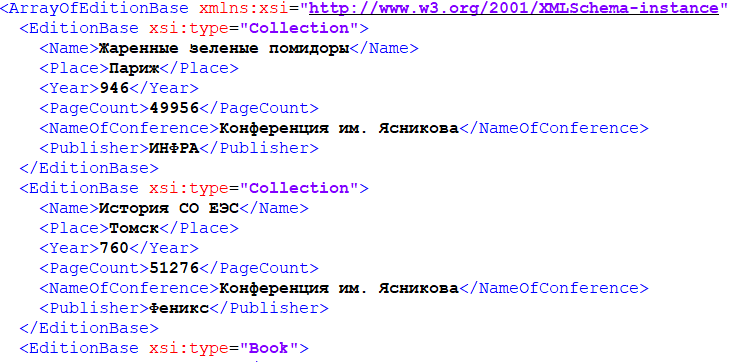 <ArrayOfEditionBase xmlns:xsi="http://www.w3.org/2001/XMLSchema-instance"
<EditionBase xsi:type="Collection">
<Name>Жаренные зеленые помидоры</Name>
<Place>Париж</Place>
<Year>946</Year>
<PageCount>49956</PageCount>
<NameOfConference>Конференция им. Ясникова</NameOfConference>
<Publisher>ИНФРА</Publisher>
</EditionBase>
<EditionBase xsi:type="Collection">
<Name>История СО ЕЭС</Name>
<Place>Томск</Place>
<Year>760</Year>
<PageCount>51276</PageCount>
<NameOfConference>Конференция им. Ясникова</NameOfConference>
<Publisher>Феникс</Publisher>
</EditionBase>
<EditionBase xsi:type="Book">